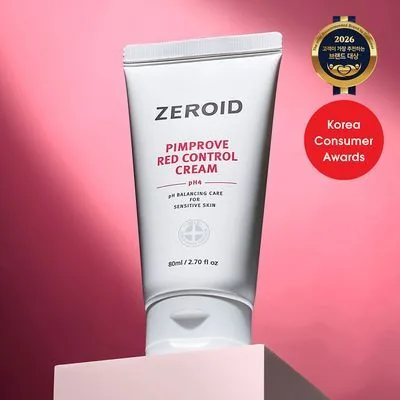 2026
고객이 가장 추천하는
브랜드 대상
Korea
Consumer
Awards
ZEROID
PIMPROVE
RED CONTROL
CREAM
pH4
pH BALANCING CARE
FOR
SENSITIVE SKIN
80ml/2.70 fl oz